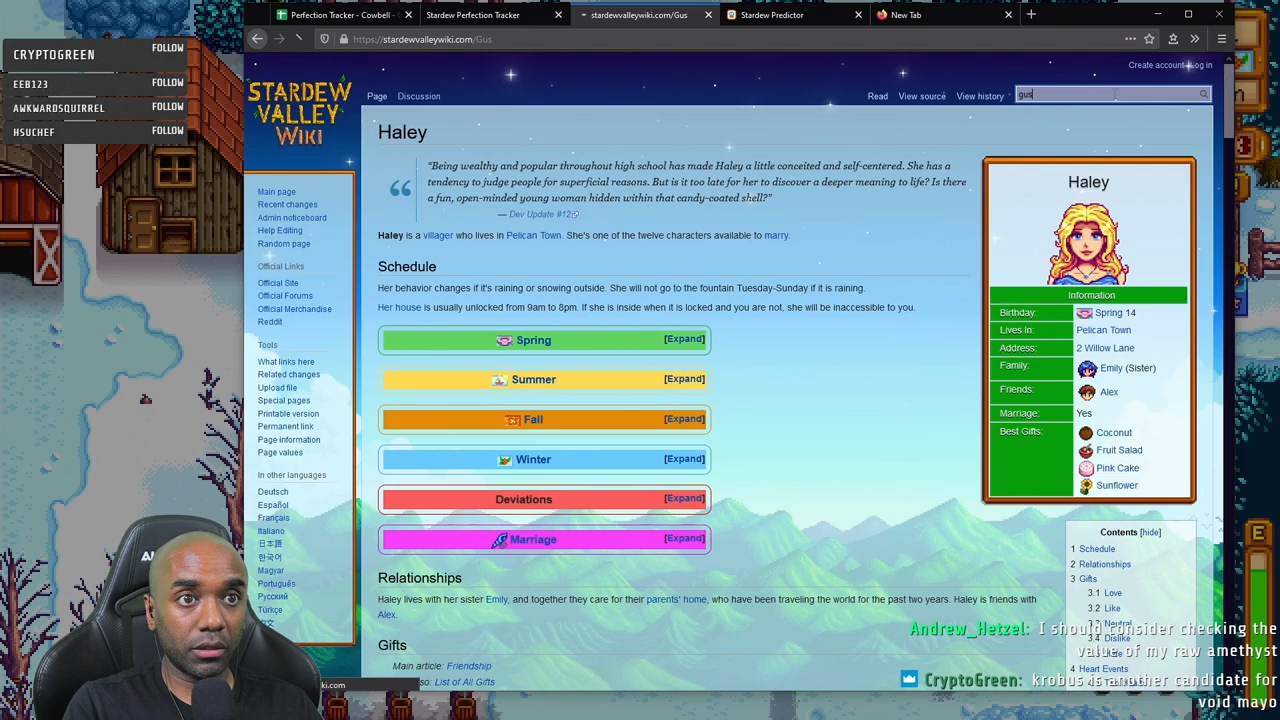 CRYPTOGREEN FOLLOW
EEB123 FOLLOW
AWKWARDSQUIRREL FOLLOW
HSUCHEF FOLLOW
Perfection Tracker - Cowbell - G
Stardew Perfection Tracker
stardewvalleywiki.com/Gus
Stardew Predictor
New Tab
https://stardewvalleywiki.com/Gus
STARDEW
VALLEY
WIKI
Create account Log in
Page Discussion Read View source View history gus
Haley
"Being wealthy and popular throughout high school has made Haley a little conceited and self-centered. She has a
tendency to judge people for superficial reasons. But is it too late for her to discover a deeper meaning to life? Is there
a fun, open-minded young woman hidden within that candy-coated shell?"
— Dev Update #12
Haley is a villager who lives in Pelican Town. She's one of the twelve characters available to marry.
Schedule
Her behavior changes if it's raining or snowing outside. She will not go to the fountain Tuesday-Sunday if it is raining.
Her house is usually unlocked from 9am to 8pm. If she is inside when it is locked and you are not, she will be inaccessible to you.
Spring [Expand]
Summer [Expand]
Fall [Expand]
Winter [Expand]
Deviations [Expand]
Marriage [Expand]
Relationships
Haley lives with her sister Emily, and together they care for their parents' home, who have been traveling the world for the past two years. Haley is friends with
Alex.
Gifts
Main article: Friendship
so: List of All Gifts
Main page
Recent changes
Admin noticeboard
Help Editing
Random page
Official Links
Official Site
Official Forums
Official Merchandise
Reddit
Tools
What links here
Related changes
Upload file
Special pages
Printable version
Permanent link
Page information
Page values
In other languages
Deutsch
Español
Français
Italiano
日本語
한국어
Magyar
Português
Русский
Türkçe
中文
Haley
Information
Birthday: Spring 14
Lives In: Pelican Town
Address: 2 Willow Lane
Family: Emily (Sister)
Friends: Alex
Marriage: Yes
Best Gifts: Coconut
Fruit Salad
Pink Cake
Sunflower
Contents [hide]
1 Schedule
2 Relationships
3 Gifts
3.1 Love
3.2 Like
3.3 Neutral
3.4 Dislike
4 Heart Events
E
Andrew_Hetzel: I should consider checking the
value of my raw amethyst
CryptoGreen: krobus is another candidate for
void mayo